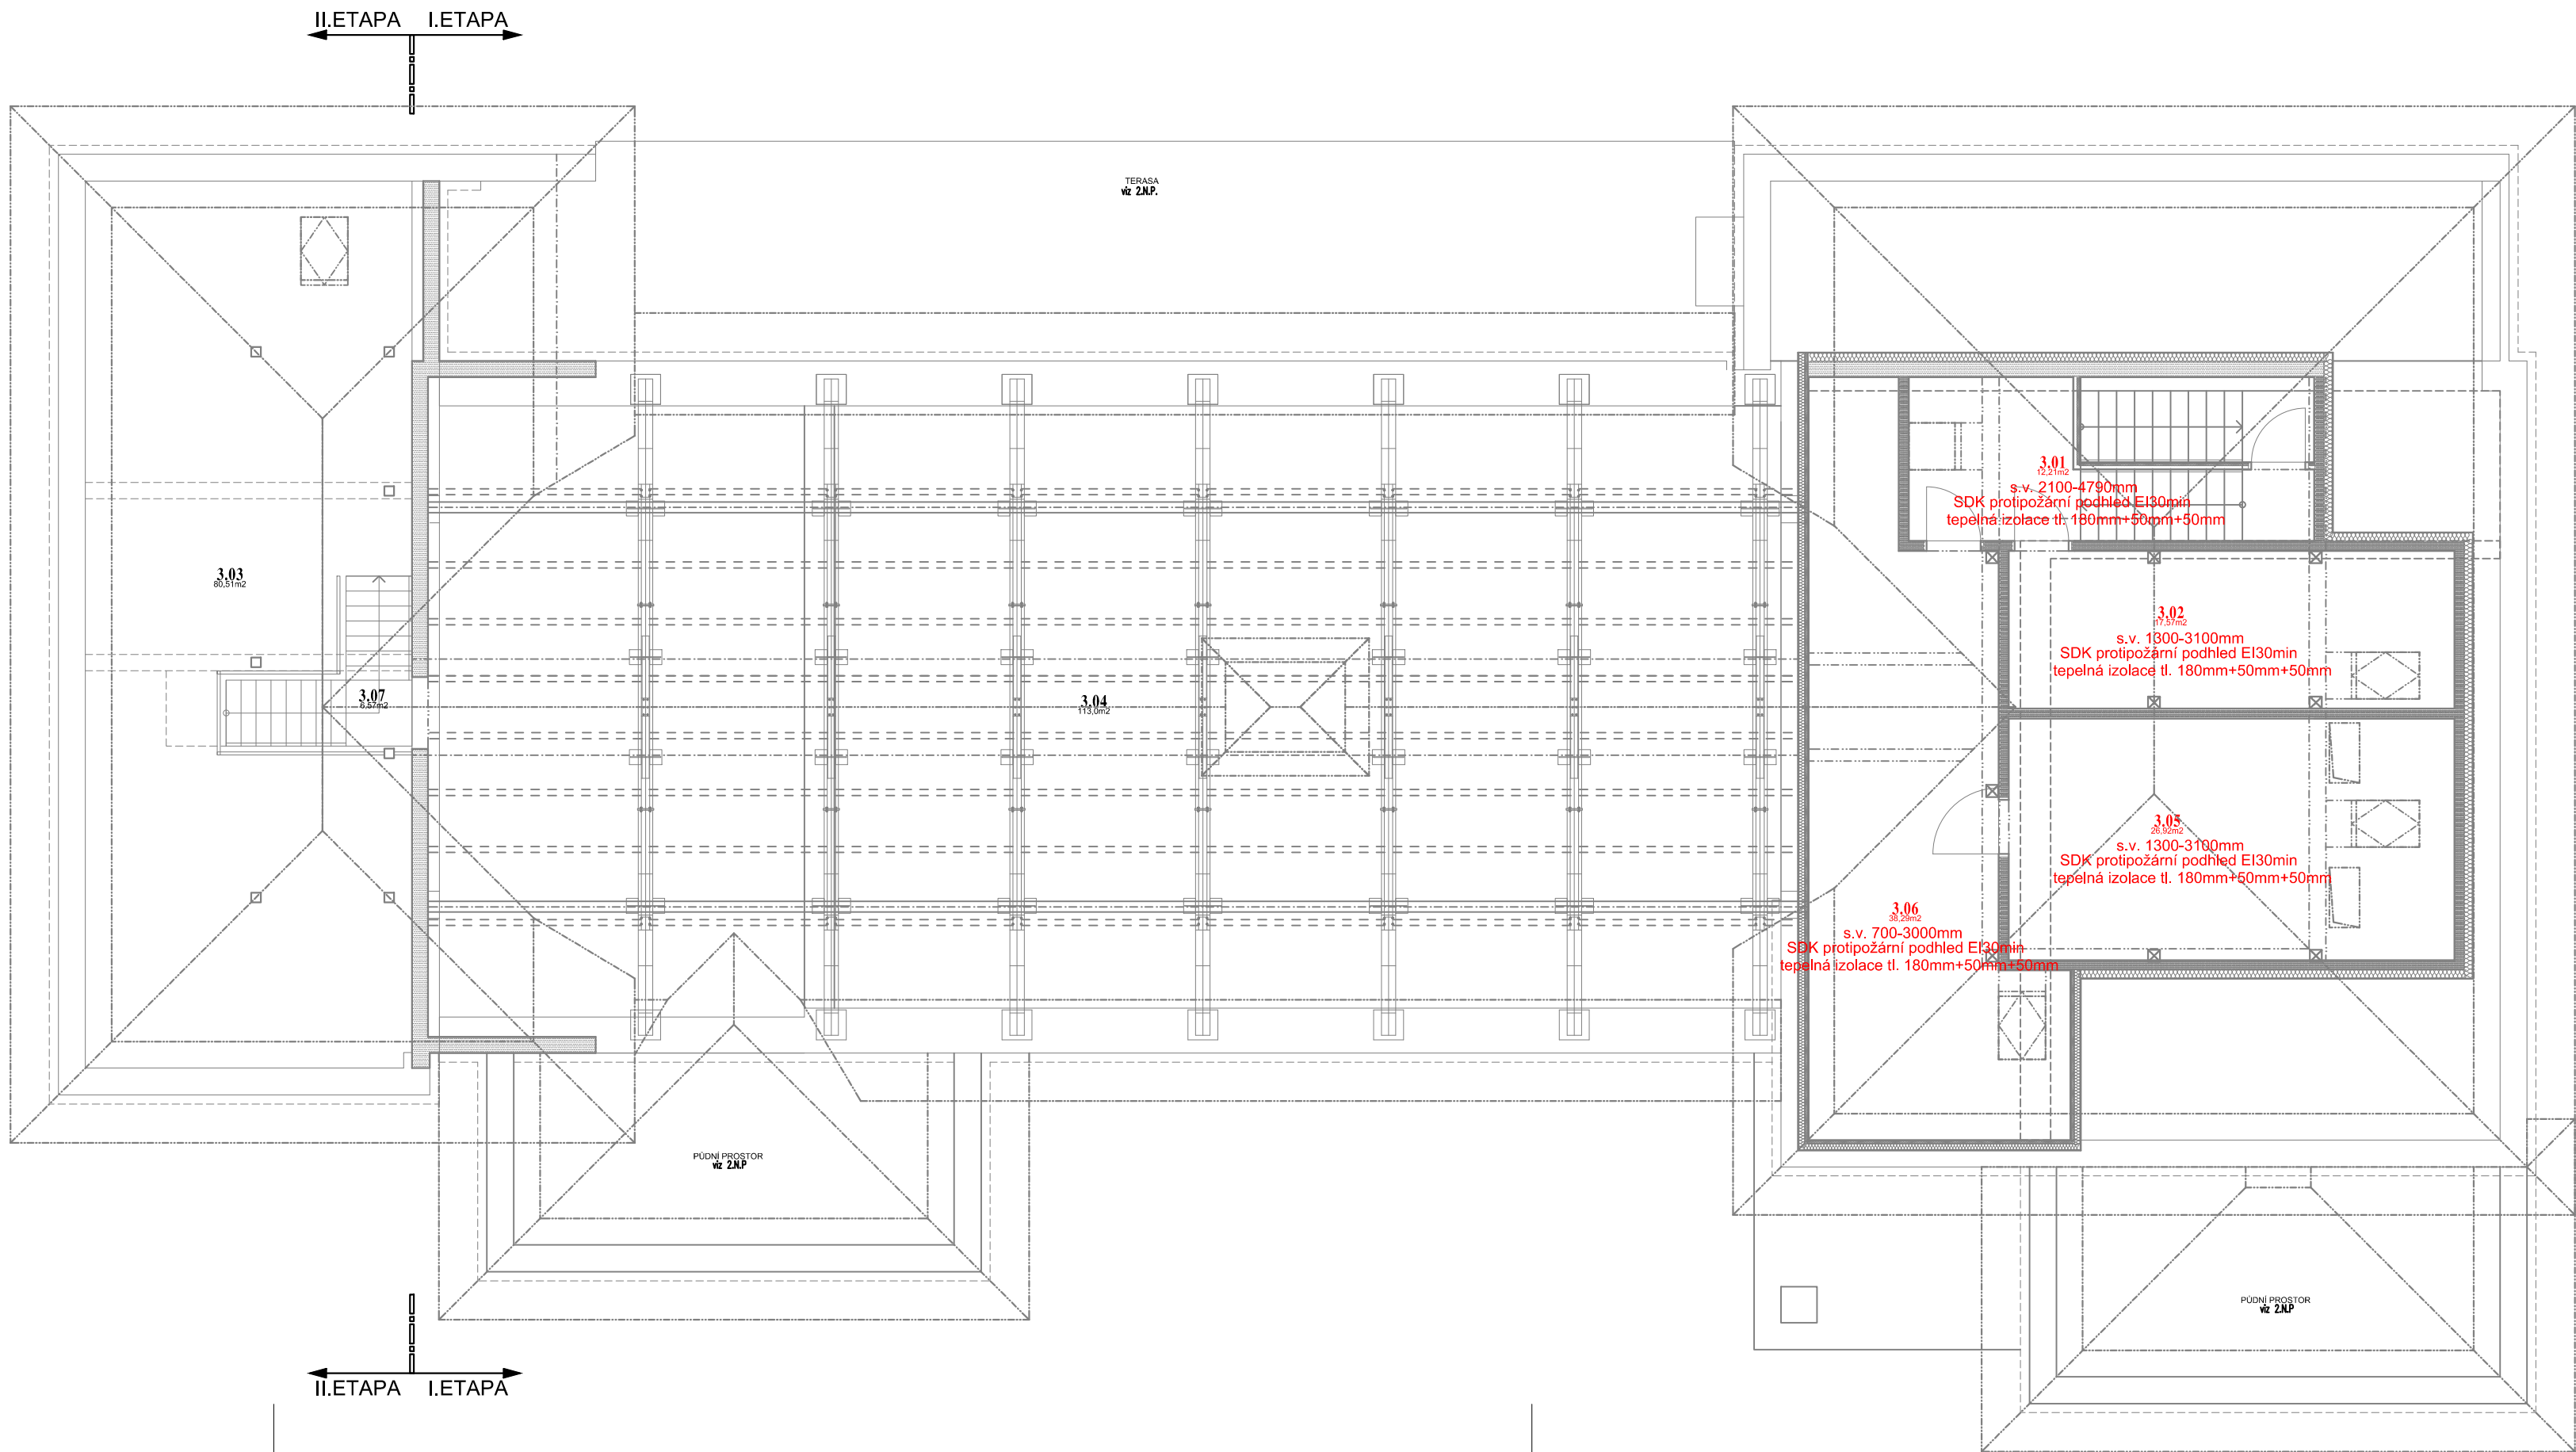 II.ETAPA I.ETAPA
TERASA
viz 2.N.P.
3.01
12,21m2
s.v. 2100-4790mm
SDK protipožární podhled EI30min
tepelná izolace tl. 180mm+50mm+50mm
3.03
80,51m2
3.02
17,57m2
s.v. 1300-3100mm
SDK protipožární podhled EI30min
tepelná izolace tl. 180mm+50mm+50mm
3.07
6,57m2
3.04
113,0m2
3.05
26,92m2
s.v. 1300-3100mm
SDK protipožární podhled EI30min
tepelná izolace tl. 180mm+50mm+50mm
3.06
38,29m2
s.v. 700-3000mm
SDK protipožární podhled EI30min
tepelná izolace tl. 180mm+50mm+50mm
PŮDNÍ PROSTOR
viz 2.N.P
PŮDNÍ PROSTOR
viz 2.N.P
II.ETAPA I.ETAPA